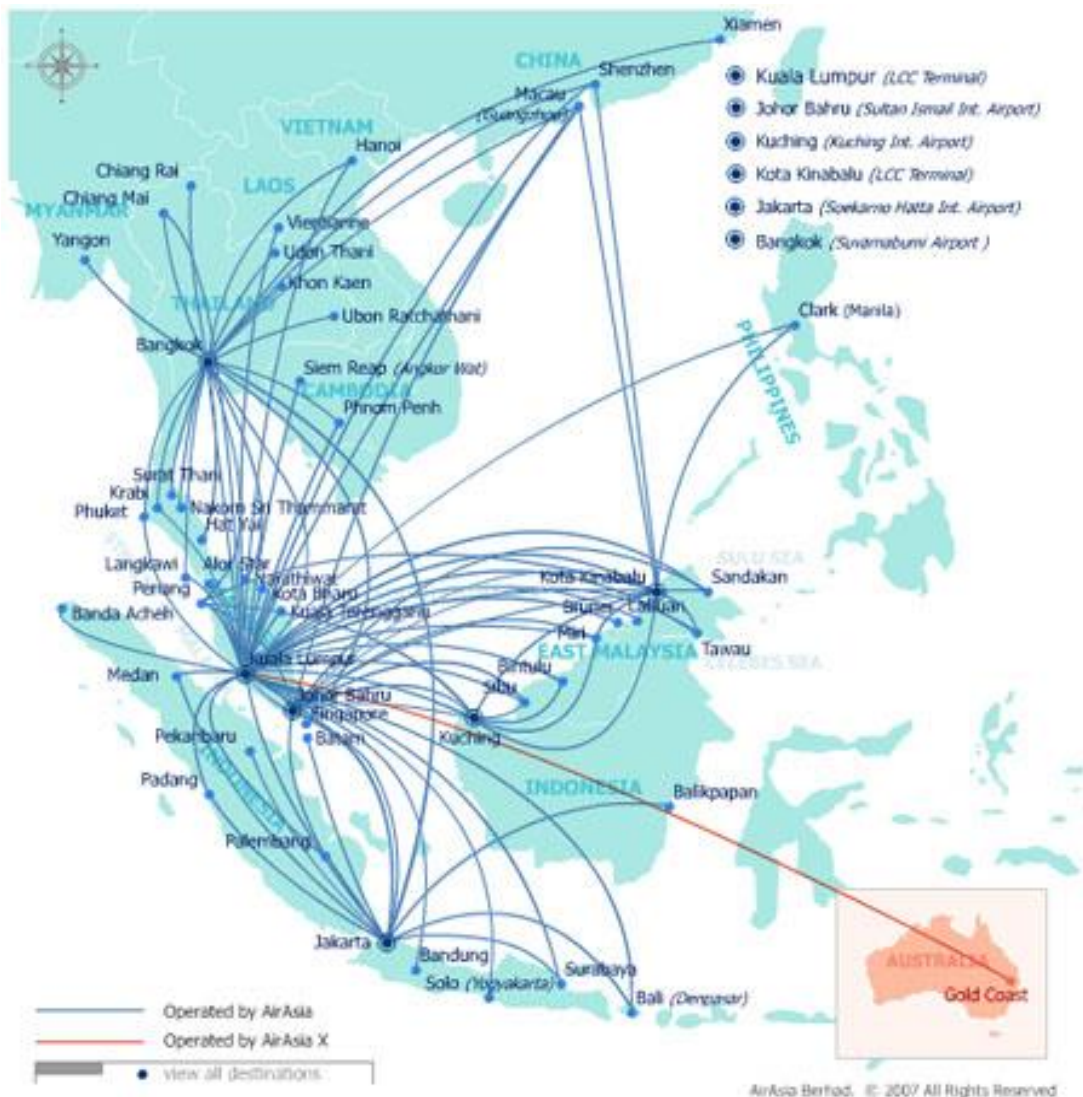 Xiamen
CHINA
Shenzhen
Macau
(Guangzhou)
Kuala Lumpur (LCC Terminal)
Johor Bahru (Sultan Ismail Int. Airport)
Kuching (Kuching Int. Airport)
Kota Kinabalu (LCC Terminal)
Jakarta (Soekarno Hatta Int. Airport)
Bangkok (Suvarnabumi Airport )
VIETNAM
Hanoi
Chiang Rai
LAOS
Chiang Mai
MYANMAR
Vientianne
Yangon
Udon Thani
Khon Kaen
THAILAND
Ubon Ratchathani
Clark (Manila)
PHILIPPINES
Bangkok
Siem Reap (Angkor Wat)
CAMBODIA
Phnom Penh
Surat Thani
Krabi
Nakorn Sri Thammarat
Phuket
Hat Yai
Langkawi
Alor Star
Narathiwat
Penang
Kota Bharu
Kuala Terengganu
Banda Acheh
SULU SEA
Kota Kinabalu
Sandakan
Brunei
Labuan
Miri
EAST MALAYSIA
Tawau
CELEBES SEA
Kuala Lumpur
Medan
Bintulu
Sibu
Johor Bahru
Singapore
Batam
Kuching
Pekanbaru
Padang
INDONESIA
INDONESIA
Balikpapan
Palembang
Jakarta
Bandung
Solo (Yogyakarta)
Surabaya
Bali (Denpasar)
AUSTRALIA
Gold Coast
Operated by AirAsia
Operated by AirAsia X
view all destinations
AirAsia Berhad. © 2007 All Rights Reserved